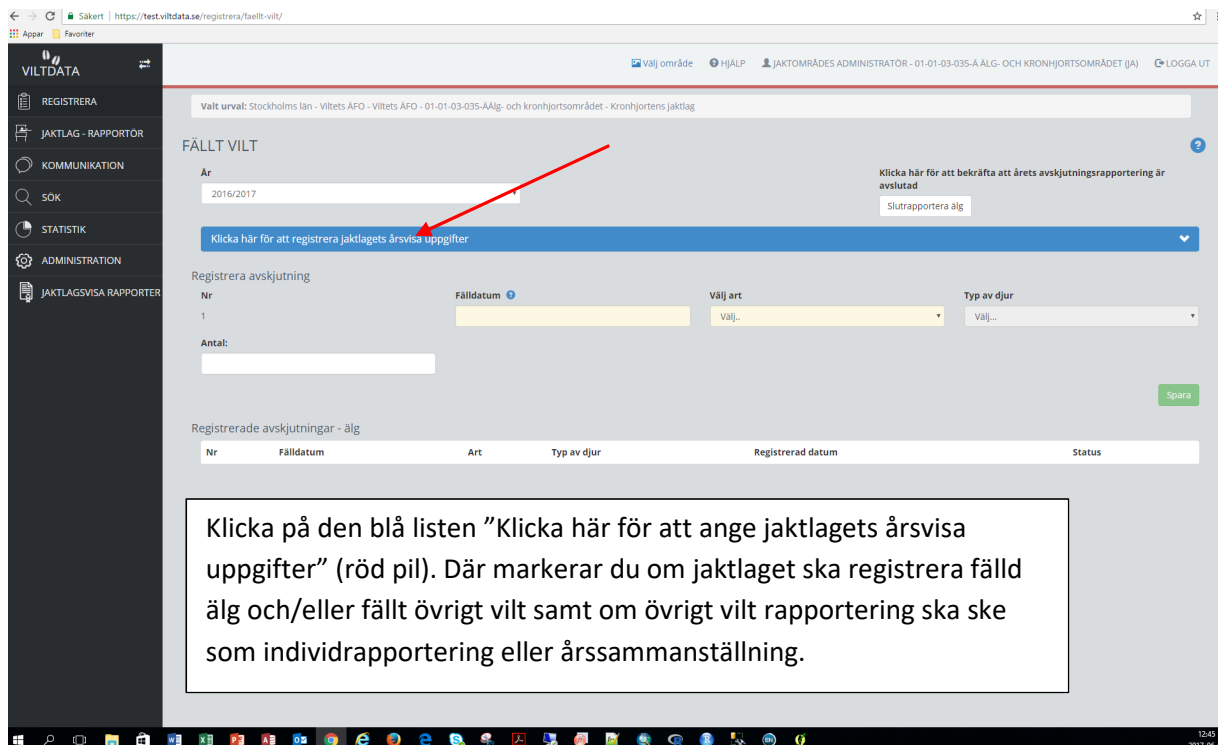 Säkert | https://test.viltdata.se/registrera/faellt-vilt/
Appar Favoriter
VILTDATA
Välj område HJÄLP JAKTOMRÅDES ADMINISTRATÖR - 01-01-03-035-Ä ÄLG- OCH KRONHJORTSOMRÅDET (JA) LOGGA UT
REGISTRERA
JAKTLAG - RAPPORTÖR
KOMMUNIKATION
SÖK
STATISTIK
ADMINISTRATION
JAKTLAGSVISA RAPPORTER
Valt urval: Stockholms län - Viltets ÄFO - Viltets ÄFO - 01-01-03-035-ÄÄlg- och kronhjortsområdet - Kronhjortens jaktlag
FÄLLT VILT
År
2016/2017
Klicka här för att bekräfta att årets avskjutningsrapportering är
avslutad
Slutrapportera älg
Klicka här för att registrera jaktlagets årsvisa uppgifter
Registrera avskjutning
Nr Fälldatum Välj art Typ av djur
1 Välj.. Välj...
Antal:
Spara
Registrerade avskjutningar - älg
Nr Fälldatum Art Typ av djur Registrerad datum Status
Klicka på den blå listen ”Klicka här för att ange jaktlagets årsvisa
uppgifter” (röd pil). Där markerar du om jaktlaget ska registrera fälld
älg och/eller fällt övrigt vilt samt om övrigt vilt rapportering ska ske
som individrapportering eller årssammanställning.
12:45